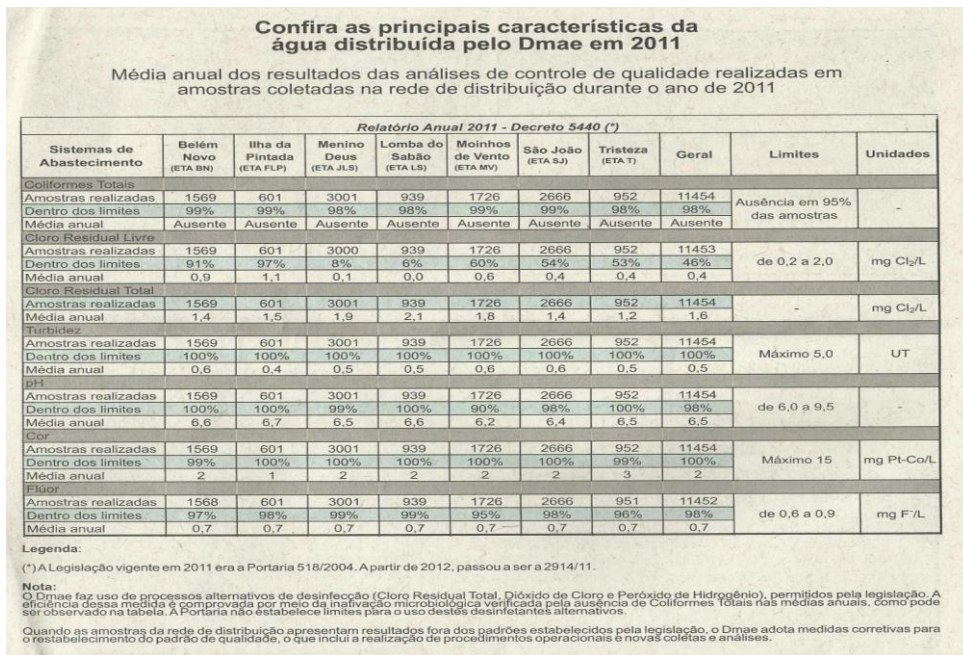 Confira as principais características da
água distribuída pelo Dmae em 2011
Média anual dos resultados das análises de controle de qualidade realizadas em
amostras coletadas na rede de distribuição durante o ano de 2011
Relatório Anual 2011 - Decreto 5440 (*)
Sistemas de Abastecimento Belém Novo (ETA BN) Ilha da Pintada (ETA FLP) Menino Deus (ETA JLS) Lomba do Sabão (ETA LS) Moinhos de Vento (ETA MV) São João (ETA SJ) Tristeza (ETA T) Geral Limites Unidades
Coliformes Totais
Amostras realizadas 1569 601 3001 939 1726 2666 952 11454 Ausência em 95% das amostras -
Dentro dos limites 99% 99% 98% 98% 99% 99% 98% 98%
Média anual Ausente Ausente Ausente Ausente Ausente Ausente Ausente Ausente
Cloro Residual Livre
Amostras realizadas 1569 601 3000 939 1726 2666 952 11453
Dentro dos limites 91% 97% 8% 6% 60% 54% 53% 46% de 0,2 a 2,0 mg Cl₂/L
Média anual 0,9 1,1 0,1 0,0 0,6 0,4 0,4 0,4
Cloro Residual Total
Amostras realizadas 1569 601 3001 939 1726 2666 952 11454 - mg Cl₂/L
Média anual 1,4 1,5 1,9 2,1 1,8 1,4 1,2 1,6
Turbidez
Amostras realizadas 1569 601 3001 939 1726 2666 952 11454
Dentro dos limites 100% 100% 100% 100% 100% 100% 100% 100% Máximo 5,0 UT
Média anual 0,6 0,4 0,5 0,5 0,6 0,6 0,5 0,5
pH
Amostras realizadas 1569 601 3001 939 1726 2666 952 11454
Dentro dos limites 100% 100% 99% 100% 90% 98% 100% 98% de 6,0 a 9,5 -
Média anual 6,6 6,7 6,5 6,6 6,2 6,4 6,5 6,5
Cor
Amostras realizadas 1569 601 3001 939 1726 2666 952 11454
Dentro dos limites 99% 100% 100% 100% 100% 100% 99% 100% Máximo 15 mg Pt-Co/L
Média anual 2 1 2 2 2 2 3 2
Flúor
Amostras realizadas 1568 601 3001 939 1726 2666 951 11452
Dentro dos limites 97% 98% 99% 99% 95% 98% 96% 98% de 0,6 a 0,9 mg F⁻/L
Média anual 0,7 0,7 0,7 0,7 0,7 0,7 0,7 0,7
Legenda:
(*) A Legislação vigente em 2011 era a Portaria 518/2004. A partir de 2012, passou a ser a 2914/11.
Nota:
O Dmae faz uso de processos alternativos de desinfecção (Cloro Residual Total, Dióxido de Cloro e Peróxido de Hidrogênio), permitidos pela legislação. A
eficiência dessa medida é comprovada por meio da inativação microbiológica verificada pela ausência de Coliformes Totais nas médias anuais, como pode
ser observado na tabela. A Portaria não estabelece limites para o uso destes desinfetantes alternativos.
Quando as amostras da rede de distribuição apresentam resultados fora dos padrões estabelecidos pela legislação, o Dmae adota medidas corretivas para
o restabelecimento do padrão de qualidade, o que inclui a realização de procedimentos operacionais e novas coletas e análises.